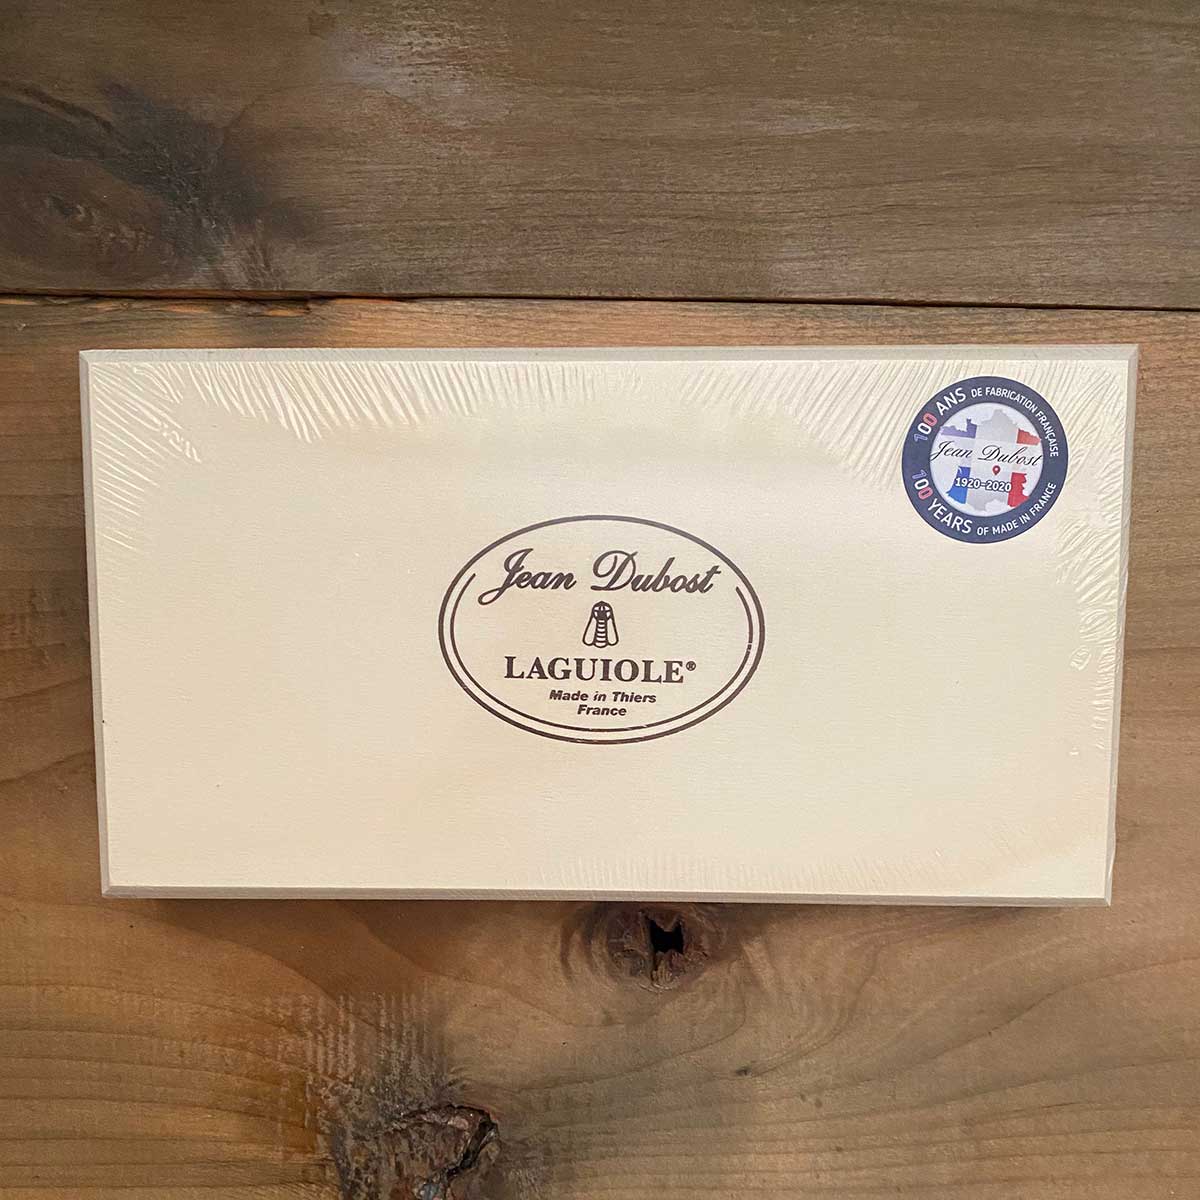 100 ANS DE FABRICATION FRANÇAISE
Jean Dubost
1920-2020
100 YEARS OF MADE IN FRANCE
Jean Dubost
LAGUIOLE®
Made in Thiers
France